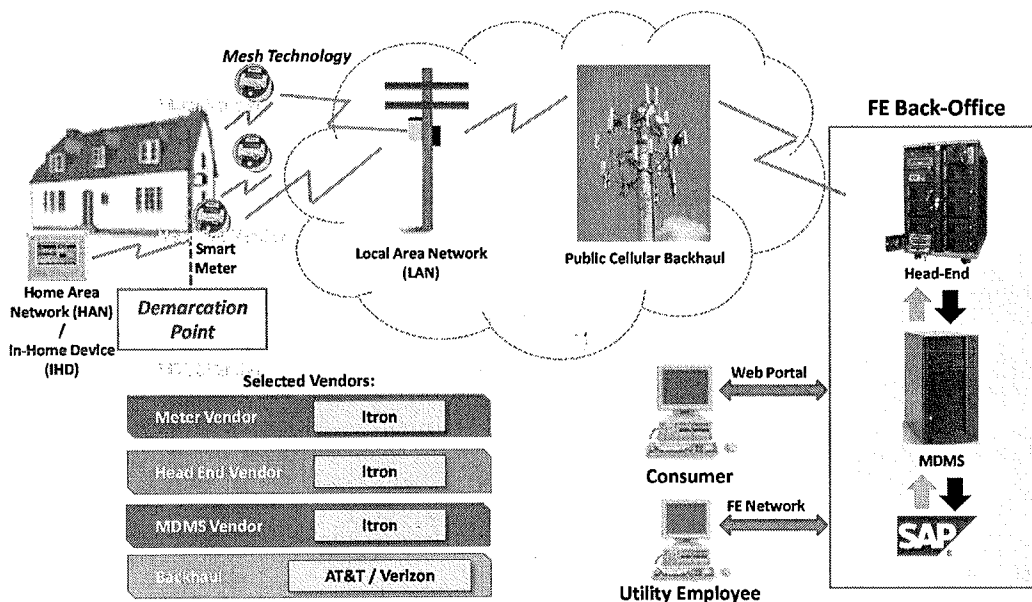 Mesh Technology
FE Back-Office
Smart
Meter
Local Area Network
(LAN)
Public Cellular Backhaul
Head-End
Home Area
Network (HAN)
/
In-Home Device
(IHD)
Demarcation
Point
MDMS
SAP
Selected Vendors:
Meter Vendor Itron
Head End Vendor Itron
MDMS Vendor Itron
Backhaul AT&T / Verizon
Web Portal
Consumer
FE Network
Utility Employee